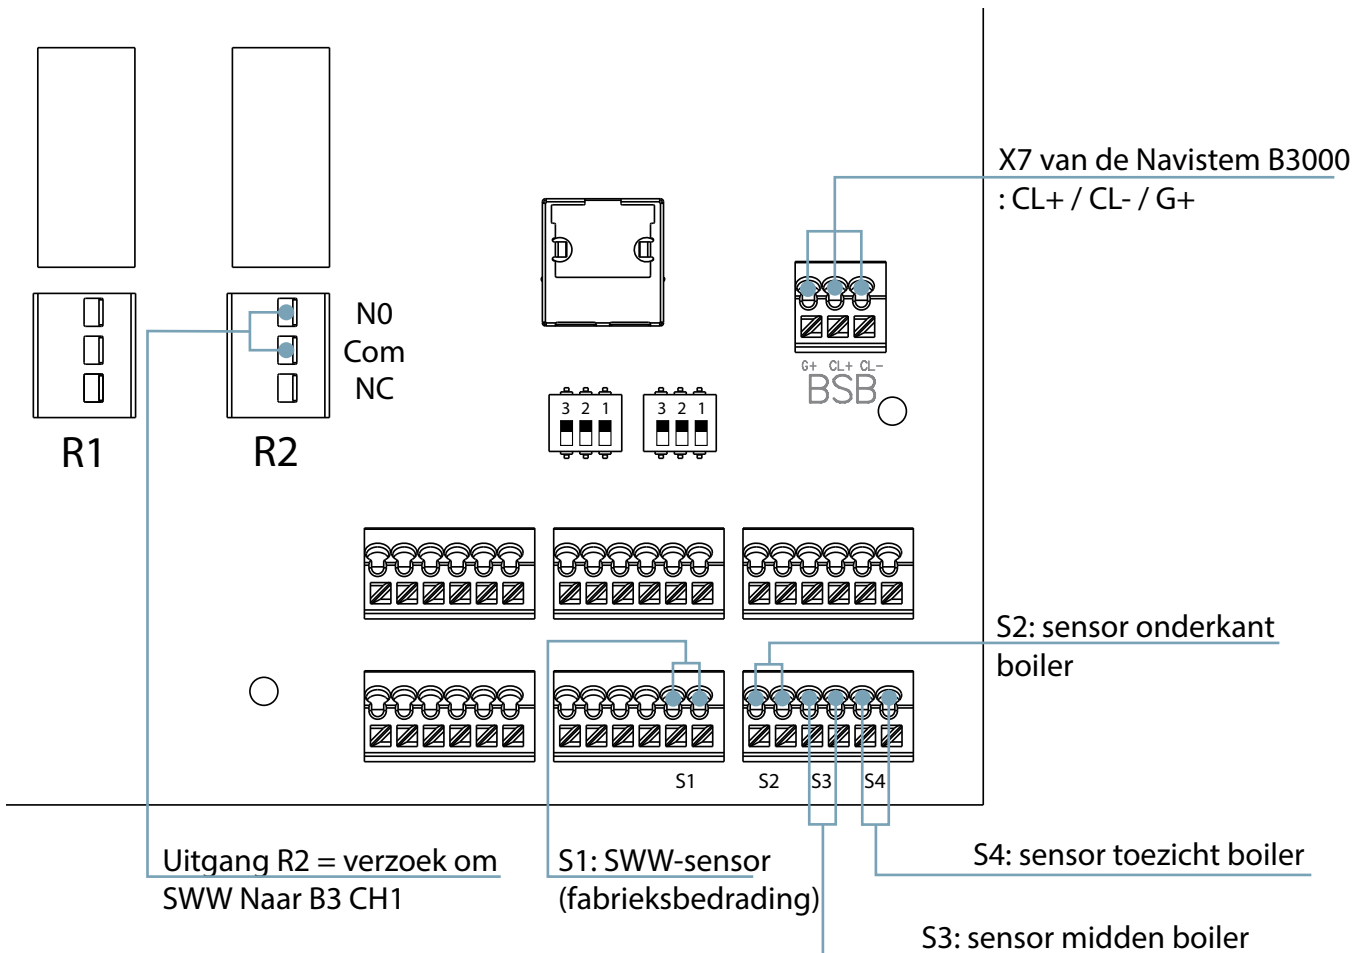 X7 van de Navistem B3000
: CL+ / CL- / G+
N0
Com
NC
R1
R2
3 2 1
3 2 1
G+ CL+ CL-
BSB
S2: sensor onderkant
boiler
S1
S2
S3
S4
Uitgang R2 = verzoek om
SWW Naar B3 CH1
S1: SWW-sensor
(fabrieksbedrading)
S4: sensor toezicht boiler
S3: sensor midden boiler